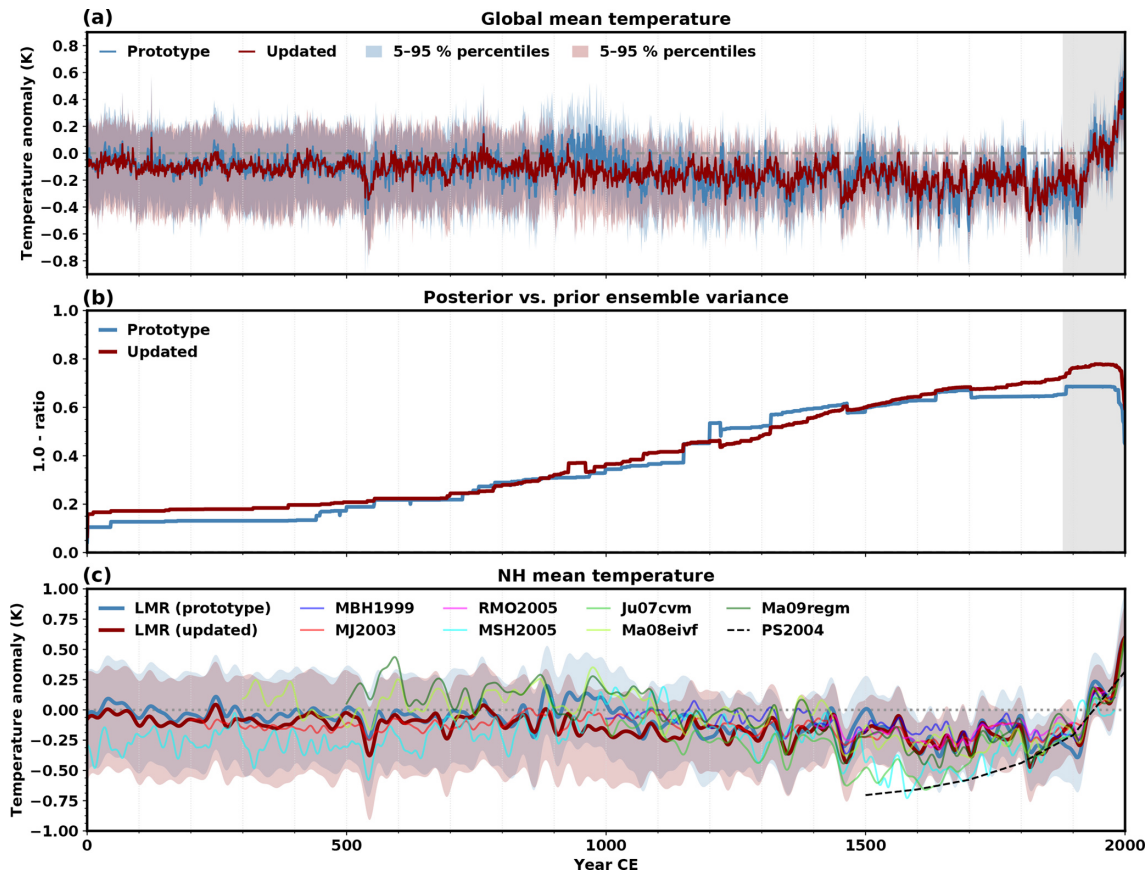 (a)
Global mean temperature
Prototype Updated 5–95 % percentiles 5–95 % percentiles
Temperature anomaly (K)
0.8
0.6
0.4
0.2
0.0
−0.2
−0.4
−0.6
−0.8
(b)
Posterior vs. prior ensemble variance
Prototype
Updated
1.0 - ratio
1.0
0.8
0.6
0.4
0.2
0.0
(c)
NH mean temperature
LMR (prototype) MBH1999 RMO2005 Ju07cvm Ma09regm
LMR (updated) MJ2003 MSH2005 Ma08eivf PS2004
Temperature anomaly (K)
1.00
0.75
0.50
0.25
0.00
−0.25
−0.50
−0.75
−1.00
0 500 1000 1500 2000
Year CE